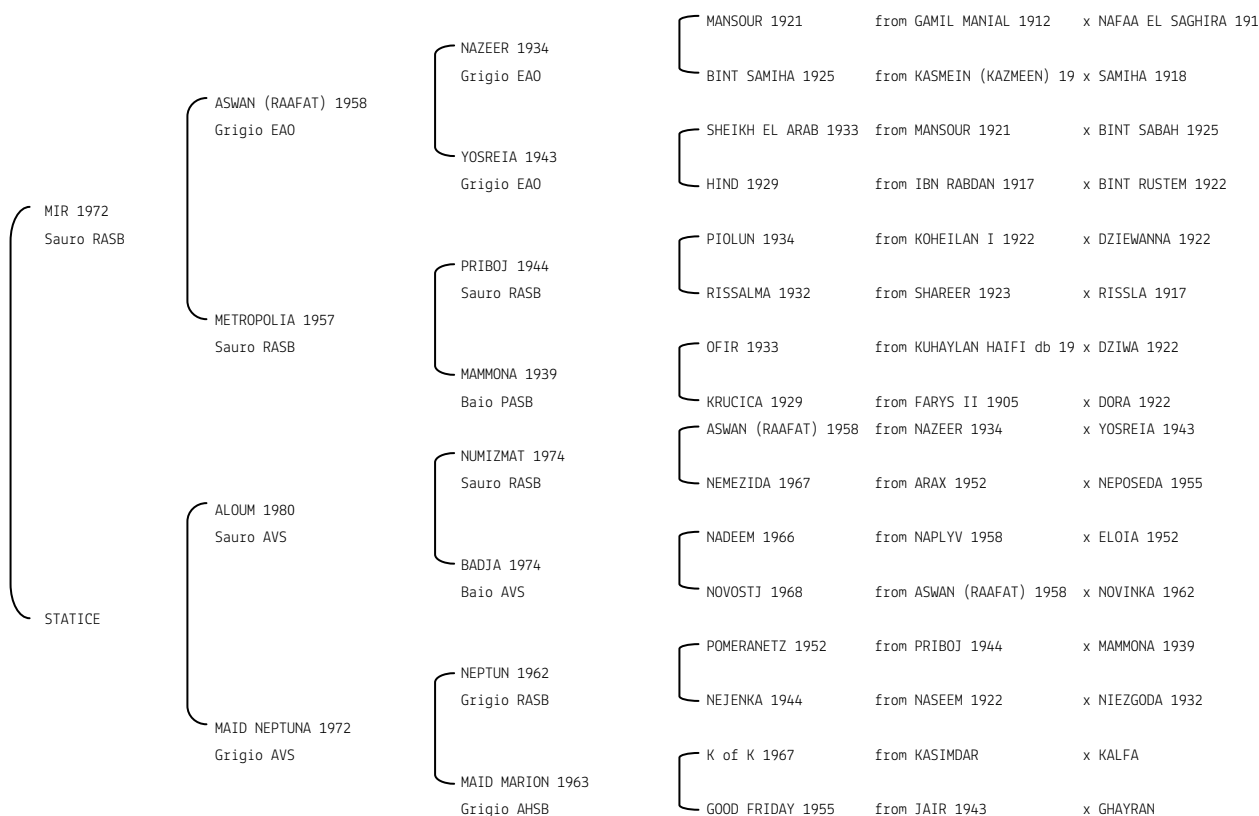 MANSOUR 1921 from GAMIL MANIAL 1912 x NAFAA EL SAGHIRA 191
NAZEER 1934
Grigio EAO BINT SAMIHA 1925 from KASMEIN (KAZMEEN) 19 x SAMIHA 1918
ASWAN (RAAFAT) 1958
Grigio EAO SHEIKH EL ARAB 1933 from MANSOUR 1921 x BINT SABAH 1925
YOSREIA 1943
Grigio EAO HIND 1929 from IBN RABDAN 1917 x BINT RUSTEM 1922
MIR 1972
Sauro RASB PIOLUN 1934 from KOHEILAN I 1922 x DZIEWANNA 1922
PRIBOJ 1944
Sauro RASB RISSALMA 1932 from SHAREER 1923 x RISSLA 1917
METROPOLIA 1957
Sauro RASB OFIR 1933 from KUHAYLAN HAIFI db 19 x DZIWA 1922
MAMMONA 1939
Baio PASB KRUCICA 1929 from FARYS II 1905 x DORA 1922
ASWAN (RAAFAT) 1958 from NAZEER 1934 x YOSREIA 1943
NUMIZMAT 1974
Sauro RASB NEMEZIDA 1967 from ARAX 1952 x NEPOSEDA 1955
ALOUM 1980
Sauro AVS NADEEM 1966 from NAPLYV 1958 x ELOIA 1952
BADJA 1974
Baio AVS NOVOSTJ 1968 from ASWAN (RAAFAT) 1958 x NOVINKA 1962
STATICE
POMERANETZ 1952 from PRIBOJ 1944 x MAMMONA 1939
NEPTUN 1962
Grigio RASB NEJENKA 1944 from NASEEM 1922 x NIEZGODA 1932
MAID NEPTUNA 1972
Grigio AVS K of K 1967 from KASIMDAR x KALFA
MAID MARION 1963
Grigio AHSB GOOD FRIDAY 1955 from JAIR 1943 x GHAYRAN